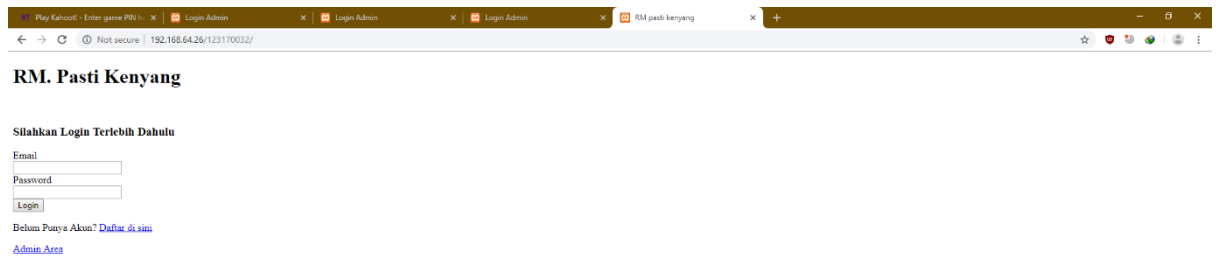 Play Kahoot! - Enter game PIN h
Login Admin
Login Admin
Login Admin
RM pasti kenyang
Not secure | 192.168.64.26/123170032/
RM. Pasti Kenyang
Silahkan Login Terlebih Dahulu
Email
Password
Login
Belum Punya Akun? Daftar di sini
Admin Area